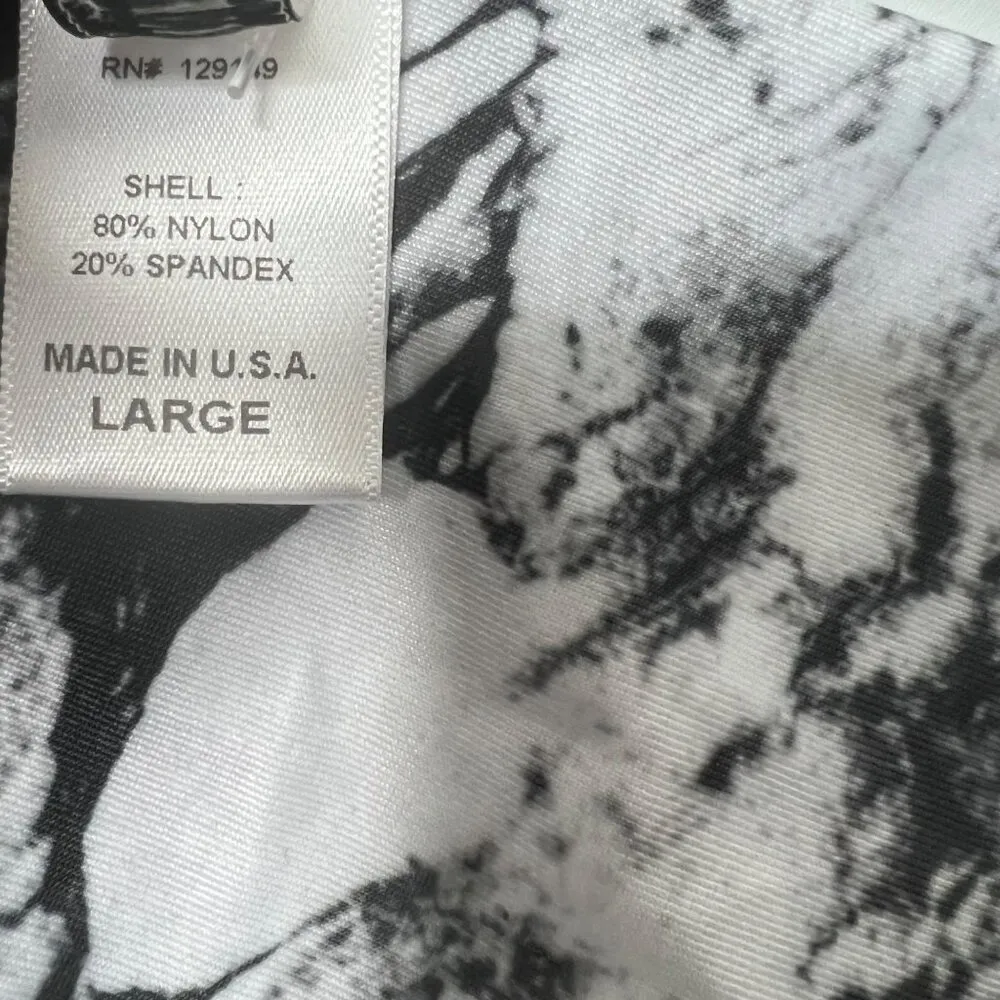 RN#
SHELL :
80% NYLON
20% SPANDEX
MADE IN U.S.A.
LARGE